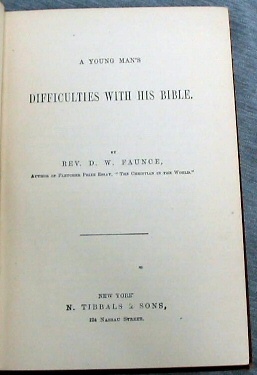 A YOUNG MAN'S
DIFFICULTIES WITH HIS BIBLE.
BY
REV. D. W. FAUNCE,
AUTHOR OF FLETCHER PRIZE ESSAY, "THE CHRISTIAN IN THE WORLD."
NEW YORK
N. TIBBALS & SONS,
124 NASSAU STREET.